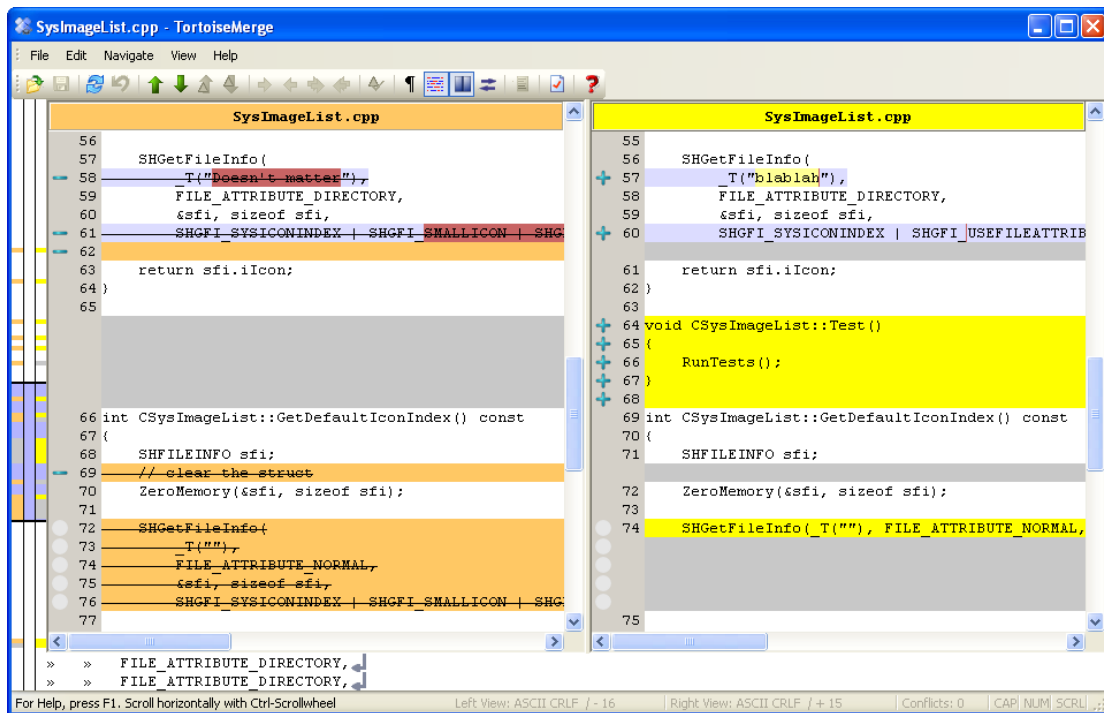 SysImageList.cpp - TortoiseMerge
File Edit Navigate View Help
SysImageList.cpp
56
57 SHGetFileInfo(
58 _T("Doesn't matter"),
59 FILE_ATTRIBUTE_DIRECTORY,
60 &sfi, sizeof sfi,
61 SHGFI_SYSICONINDEX | SHGFI_SMALLICON | SHG
62
63 return sfi.iIcon;
64 }
65
66 int CSysImageList::GetDefaultIconIndex() const
67 {
68 SHFILEINFO sfi;
69 // clear the struct
70 ZeroMemory(&sfi, sizeof sfi);
71
72 SHGetFileInfo(
73 _T(""),
74 FILE_ATTRIBUTE_NORMAL,
75 &sfi, sizeof sfi,
76 SHGFI_SYSICONINDEX | SHGFI_SMALLICON | SHG
77
SysImageList.cpp
55
56 SHGetFileInfo(
57 _T("blablah"),
58 FILE_ATTRIBUTE_DIRECTORY,
59 &sfi, sizeof sfi,
60 SHGFI_SYSICONINDEX | SHGFI_USEFILEATTRIB
61 return sfi.iIcon;
62 }
63
64 void CSysImageList::Test()
65 {
66 RunTests();
67 }
68
69 int CSysImageList::GetDefaultIconIndex() const
70 {
71 SHFILEINFO sfi;
72 ZeroMemory(&sfi, sizeof sfi);
73
74 SHGetFileInfo(_T(""), FILE_ATTRIBUTE_NORMAL,
75
» » FILE_ATTRIBUTE_DIRECTORY,
» » FILE_ATTRIBUTE_DIRECTORY,
For Help, press F1. Scroll horizontally with Ctrl-Scrollwheel Left View: ASCII CRLF / - 16 Right View: ASCII CRLF / + 15 Conflicts: 0 CAP NUM SCRL